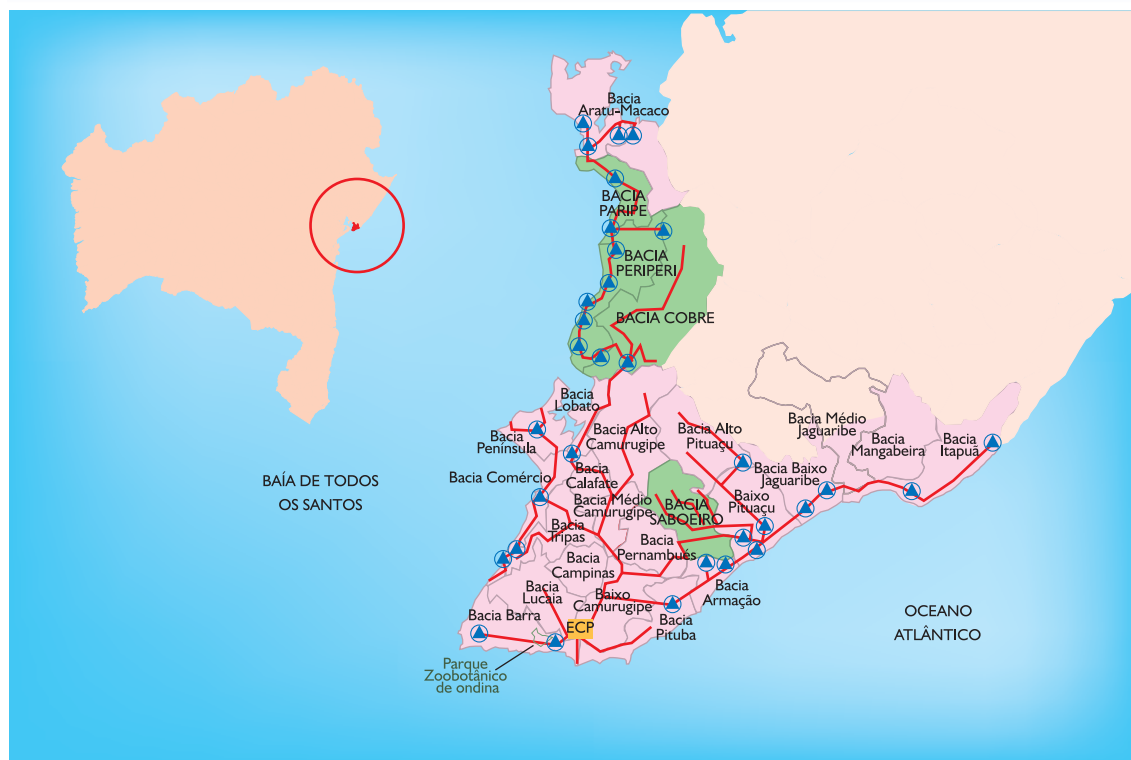 Bacia
Aratu-Macaco
BACIA
PARIPE
BACIA
PERIPERI
BACIA COBRE
Bacia
Lobato
Bacia
Península
Bacia Alto
Camurugipe
Bacia Alto
Pituaçu
Bacia Médio
Jaguaribe
Bacia
Mangabeira
Bacia
Itapuã
Bacia Comércio
Bacia
Calafate
Bacia Baixo
Jaguaribe
BAÍA DE TODOS
OS SANTOS
Bacia Médio
Camurugipe
BACIA
SABOEIRO
Baixo
Pituaçu
Bacia
Tripas
Bacia
Pernambués
Bacia
Campinas
Bacia
Lucaia
Baixo
Camurugipe
Bacia
Armação
Bacia Barra
ECP
Bacia
Pituba
OCEANO
ATLÂNTICO
Parque
Zoobotânico
de ondina